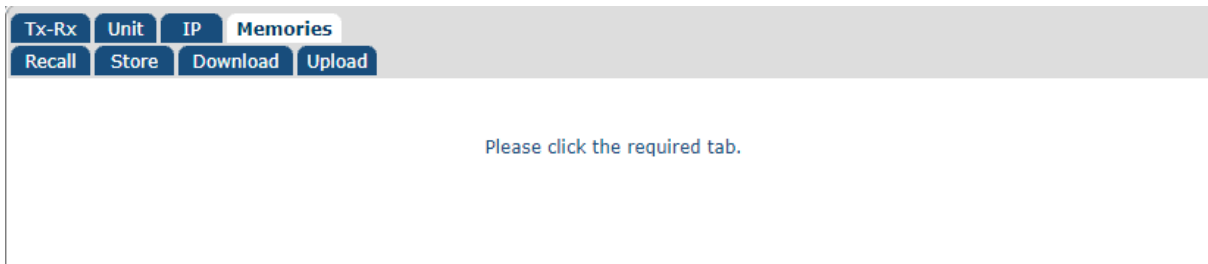 Tx-Rx Unit IP Memories
Recall Store Download Upload
Please click the required tab.